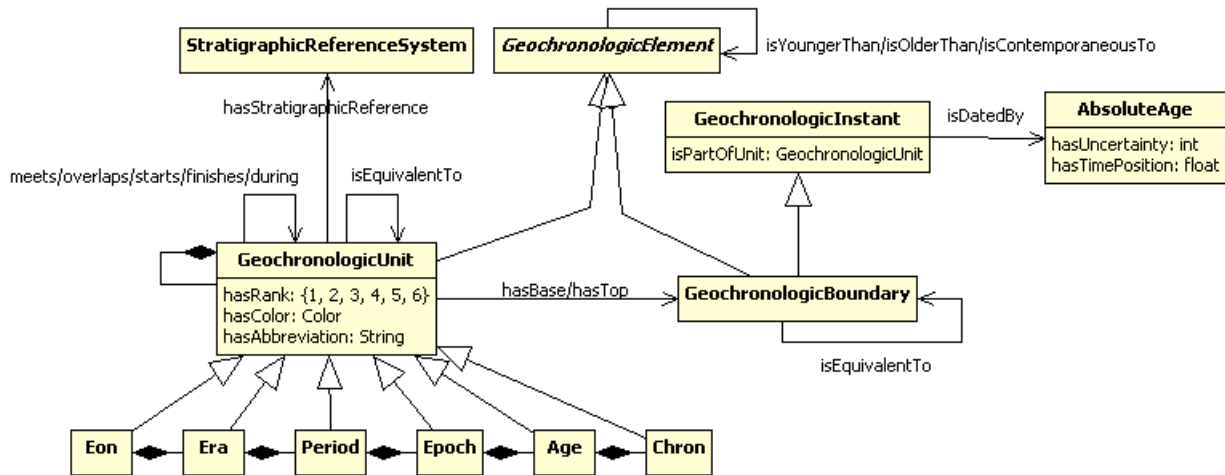 StratigraphicReferenceSystem
GeochronologicElement
isYoungerThan/isOlderThan/isContemporaneousTo
hasStratigraphicReference
GeochronologicInstant
isPartOfUnit: GeochronologicUnit
isDatedBy
AbsoluteAge
hasUncertainty: int
hasTimePosition: float
meets/overlaps/starts/finishes/during
isEquivalentTo
GeochronologicUnit
hasRank: {1, 2, 3, 4, 5, 6}
hasColor: Color
hasAbbreviation: String
hasBase/hasTop
GeochronologicBoundary
isEquivalentTo
Eon
Era
Period
Epoch
Age
Chron